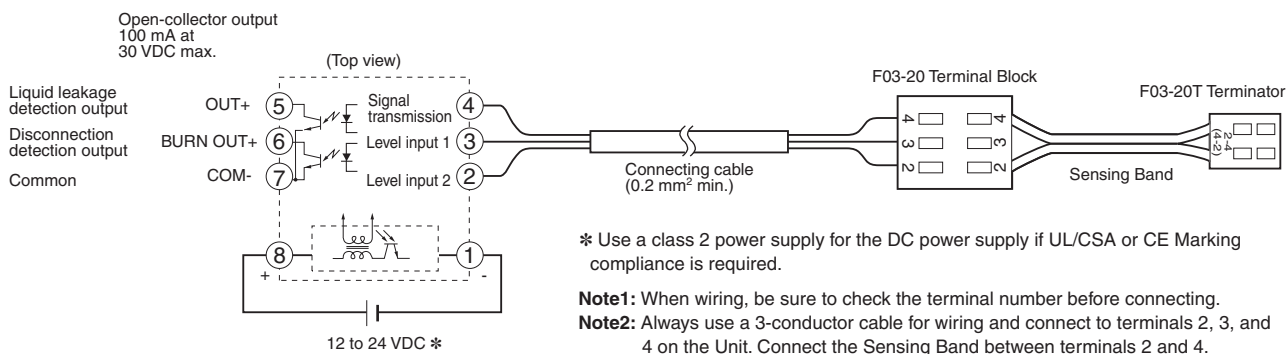 Open-collector output
100 mA at
30 VDC max.
(Top view)
Liquid leakage
detection output
OUT+
5
Signal
transmission
4
Disconnection
detection output
BURN OUT+
6
Level input 1
3
Common
COM-
7
Level input 2
2
8
1
+
-
12 to 24 VDC ✻
Connecting cable
(0.2 mm² min.)
F03-20 Terminal Block
4
4
3
3
2
2
Sensing Band
F03-20T Terminator
2-4
(4-2)
✻ Use a class 2 power supply for the DC power supply if UL/CSA or CE Marking
compliance is required.
Note1: When wiring, be sure to check the terminal number before connecting.
Note2: Always use a 3-conductor cable for wiring and connect to terminals 2, 3, and
4 on the Unit. Connect the Sensing Band between terminals 2 and 4.